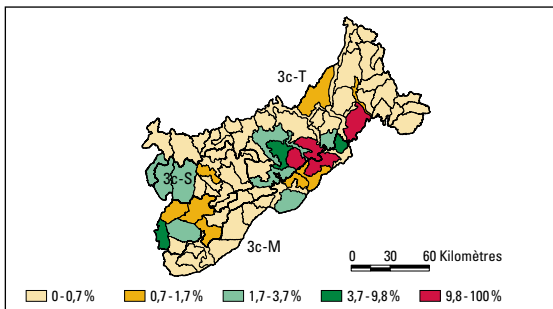 3c-T
3c-S
3c-M
0 30 60 Kilomètres
0 - 0,7 % 0,7 - 1,7 % 1,7 - 3,7 % 3,7 - 9,8 % 9,8 - 100 %